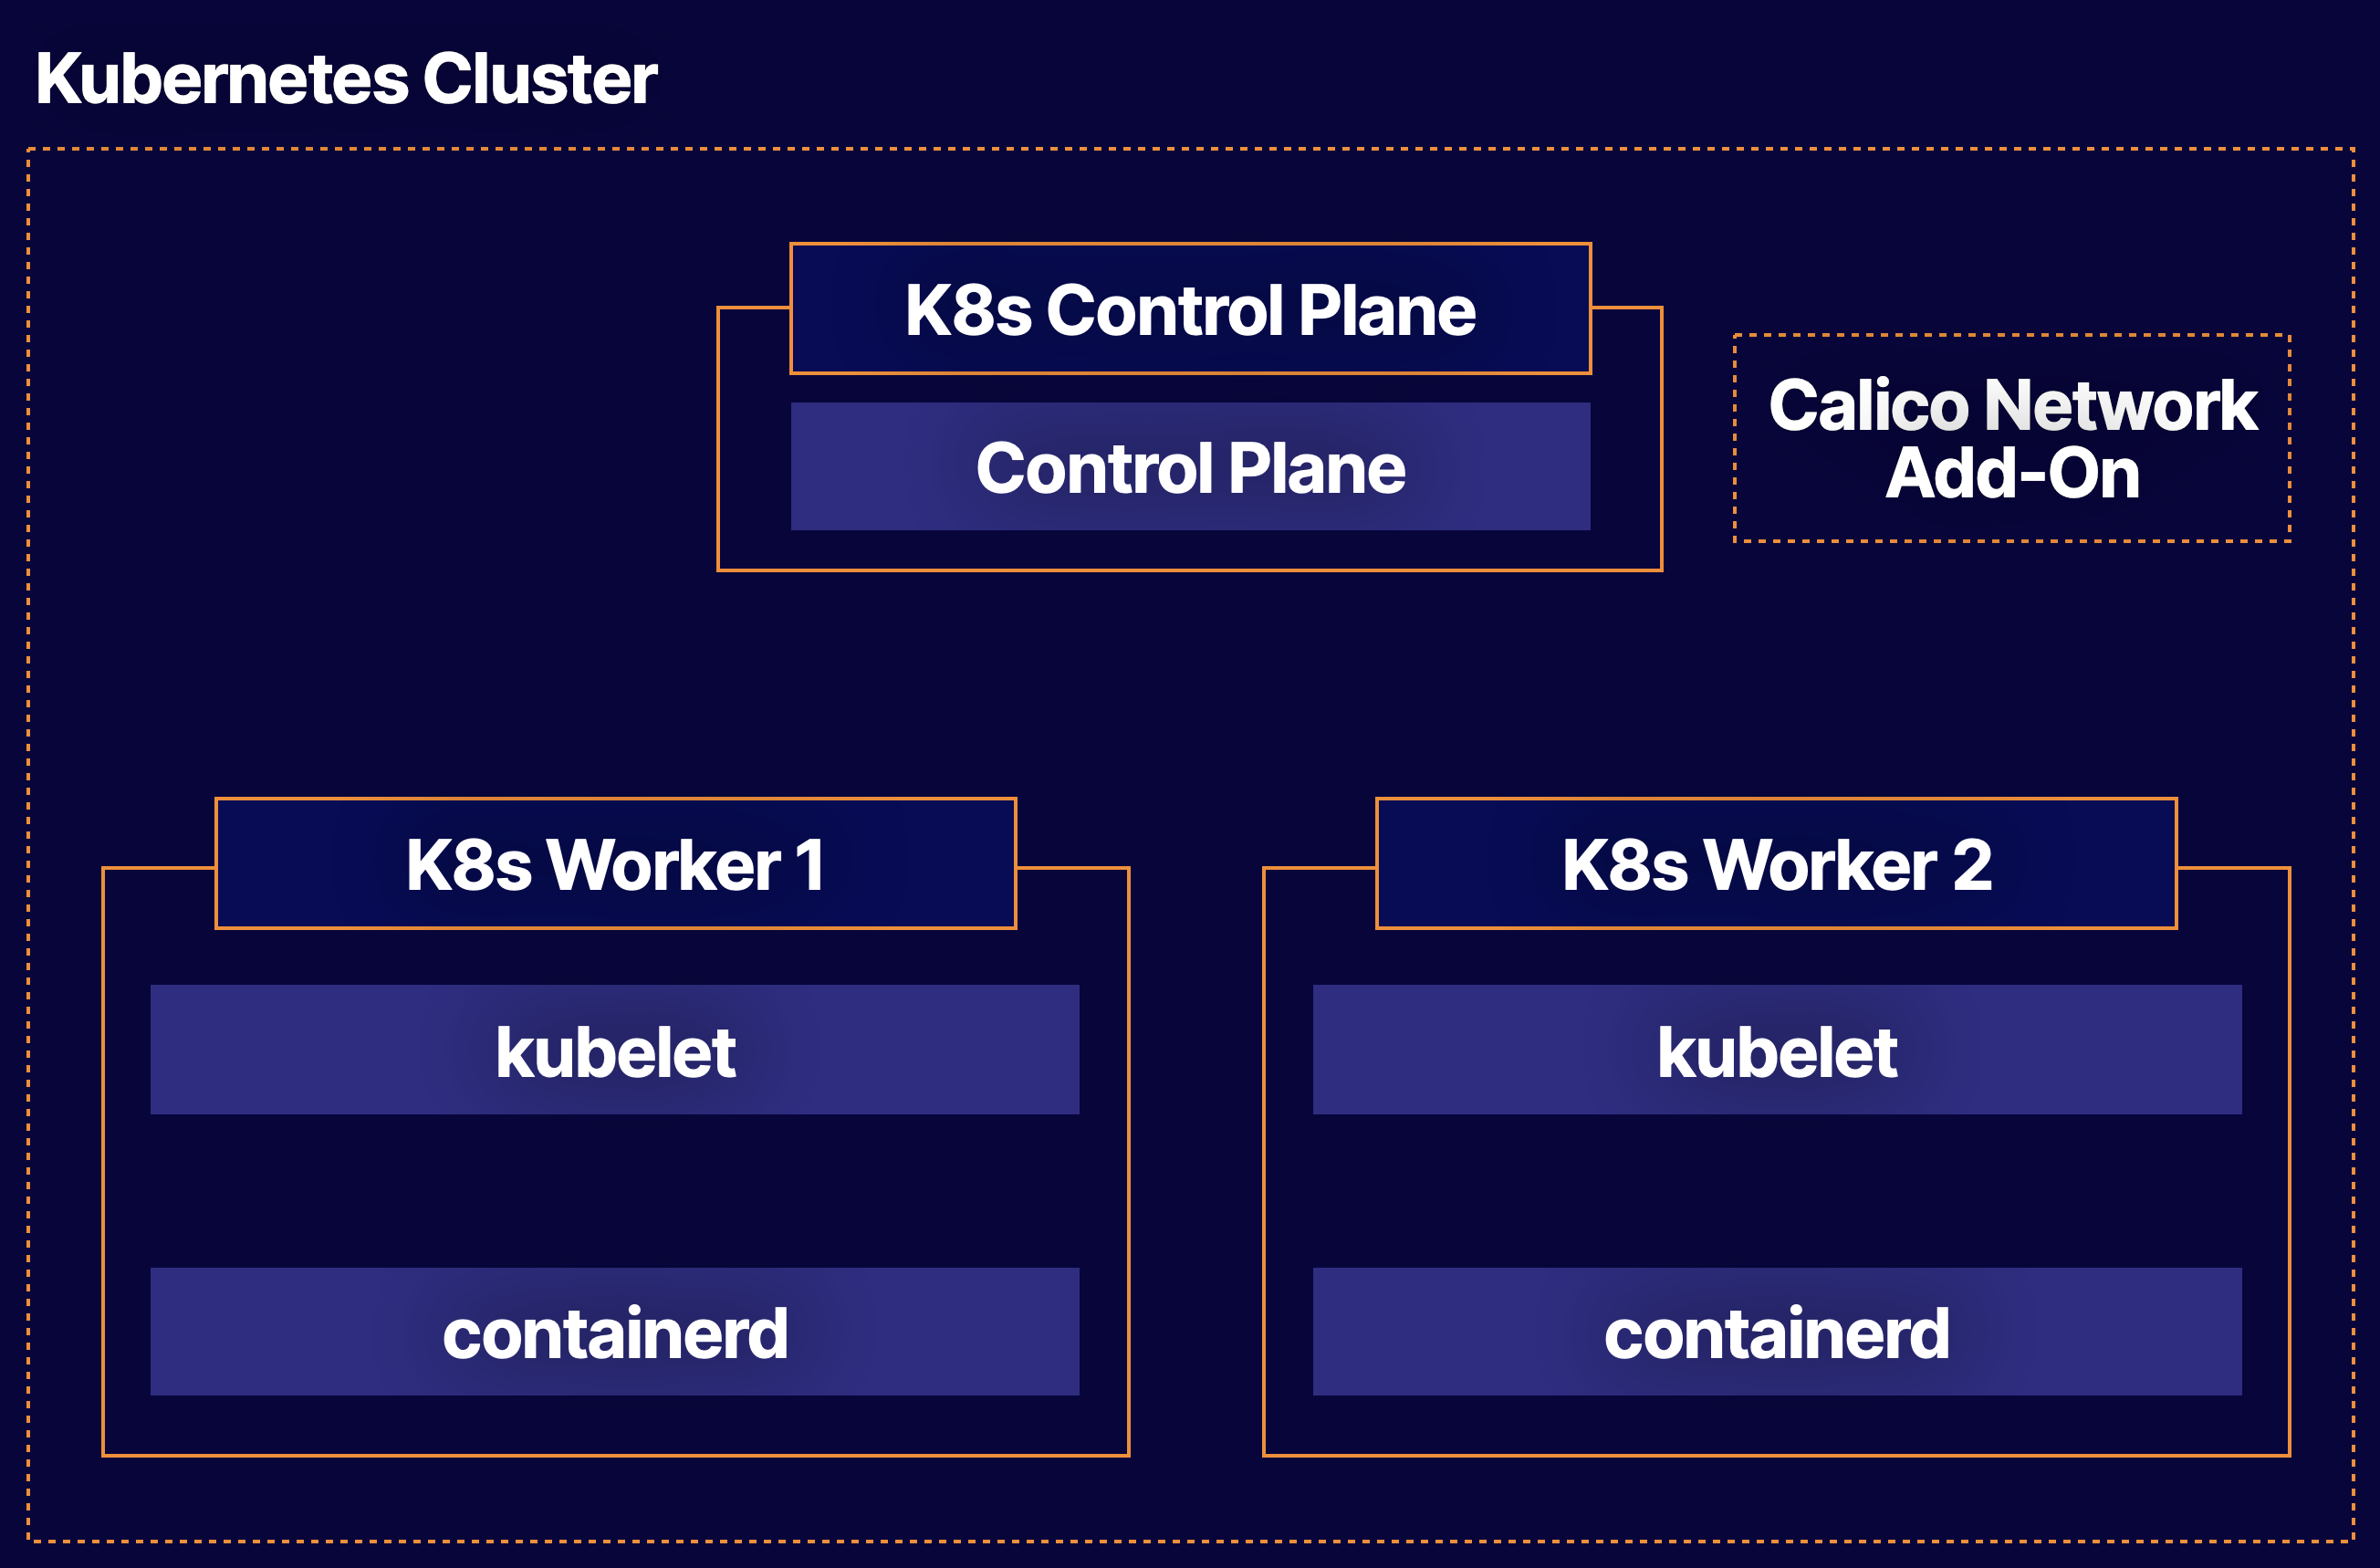 Kubernetes Cluster
K8s Control Plane
Control Plane
Calico Network
Add-On
K8s Worker 1
kubelet
containerd
K8s Worker 2
kubelet
containerd